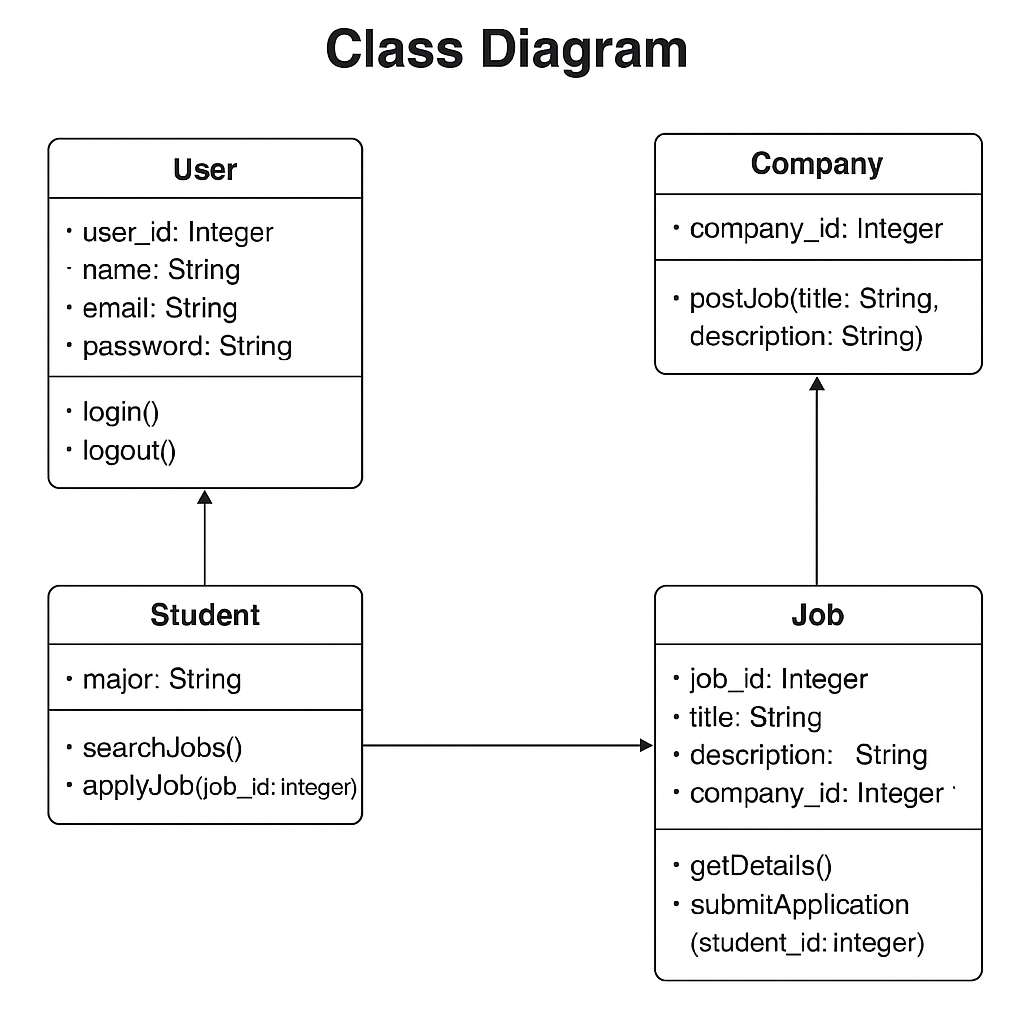 Class Diagram
User
· user_id: Integer
· name: String
· email: String
· password: String
· login()
· logout()
Company
· company_id: Integer
· postJob(title: String,
description: String)
Student
· major: String
· searchJobs()
· applyJob(job_id: integer)
Job
· job_id: Integer
· title: String
· description: String
· company_id: Integer
· getDetails()
· submitApplication
(student_id: integer)